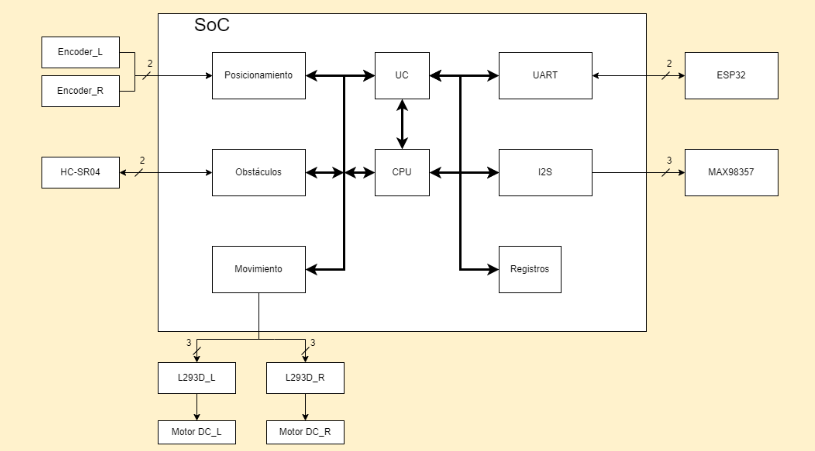 SoC
Encoder_L
Encoder_R
2
Posicionamiento
UC
UART
2
ESP32
HC-SR04
2
Obstáculos
CPU
I2S
3
MAX98357
Movimiento
Registros
3
3
L293D_L
L293D_R
Motor DC_L
Motor DC_R